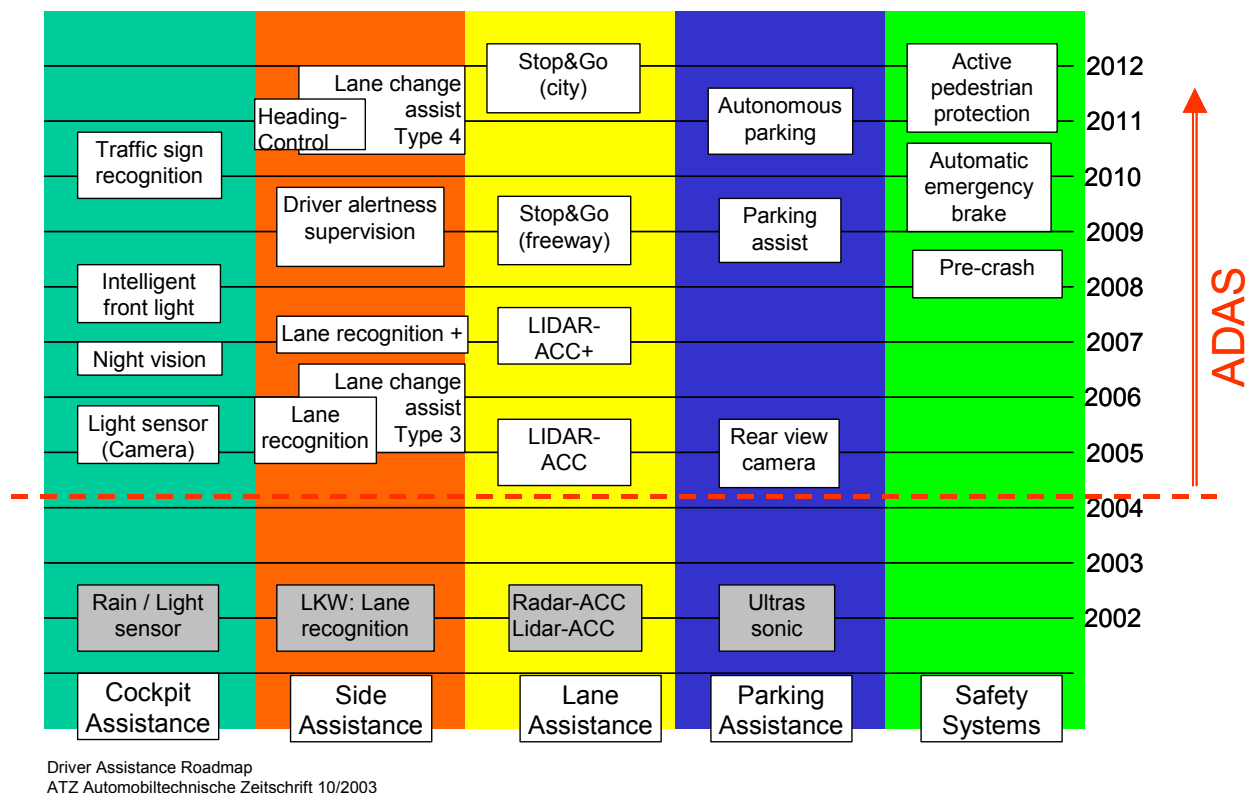 2012
2011
2010
2009
2008
2007
2006
2005
2004
2003
2002
ADAS
Traffic sign
recognition
Intelligent
front light
Night vision
Light sensor
(Camera)
Rain / Light
sensor
Cockpit
Assistance
Lane change
assist
Type 4
Heading-
Control
Driver alertness
supervision
Lane recognition +
Lane change
assist
Type 3
Lane
recognition
LKW: Lane
recognition
Side
Assistance
Stop&Go
(city)
Stop&Go
(freeway)
LIDAR-
ACC+
LIDAR-
ACC
Radar-ACC
Lidar-ACC
Lane
Assistance
Autonomous
parking
Parking
assist
Rear view
camera
Ultra
sonic
Parking
Assistance
Active
pedestrian
protection
Automatic
emergency
brake
Pre-crash
Safety
Systems
Driver Assistance Roadmap
ATZ Automobiltechnische Zeitschrift 10/2003